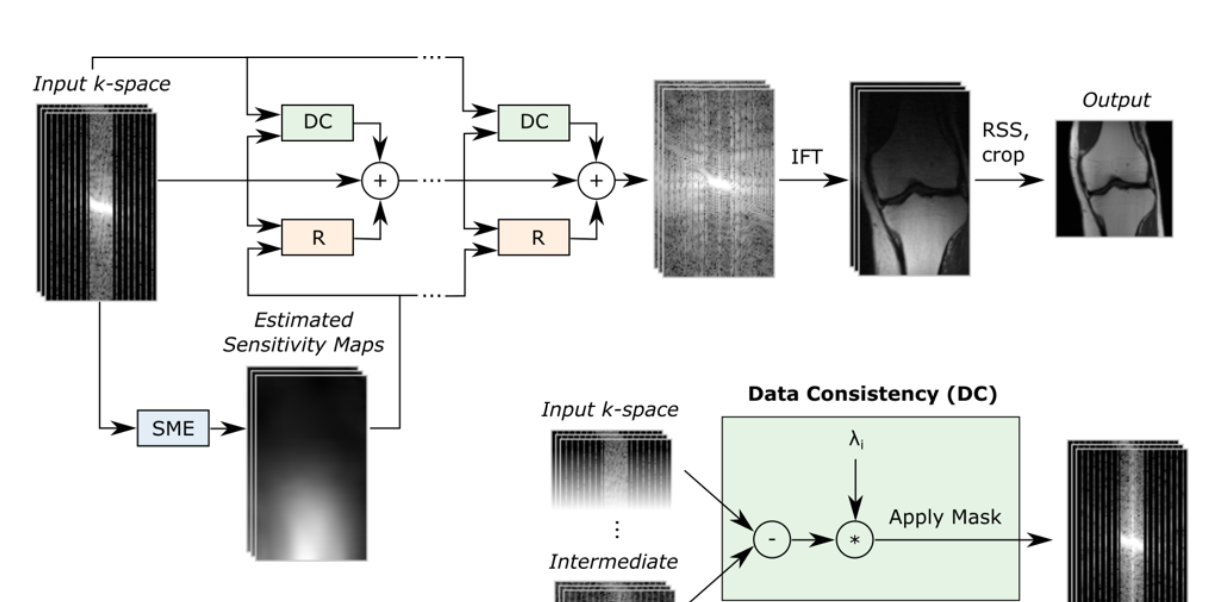 Input k-space
DC
DC
Output
...
RSS,
crop
IFT
+
...
+
R
R
...
Estimated
Sensitivity Maps
SME
Data Consistency (DC)
Input k-space
λi
Apply Mask
-
*
⋮
Intermediate